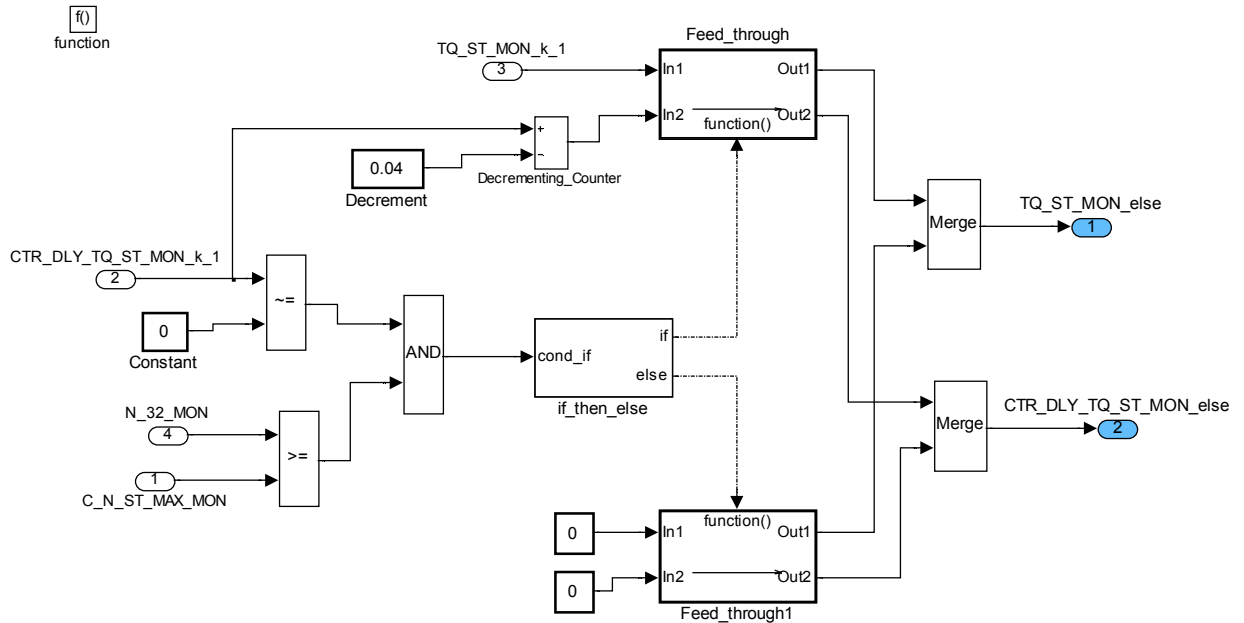 f()
function
TQ_ST_MON_k_1
3
Feed_through
In1
Out1
In2
Out2
function()
+
-
0.04
Decrementing_Counter
Decrement
CTR_DLY_TQ_ST_MON_k_1
2
~=
0
Constant
AND
cond_if
if
else
if_then_else
N_32_MON
4
>=
1
C_N_ST_MAX_MON
Merge
TQ_ST_MON_else
1
Merge
CTR_DLY_TQ_ST_MON_else
2
0
0
function()
In1
Out1
In2
Out2
Feed_through1